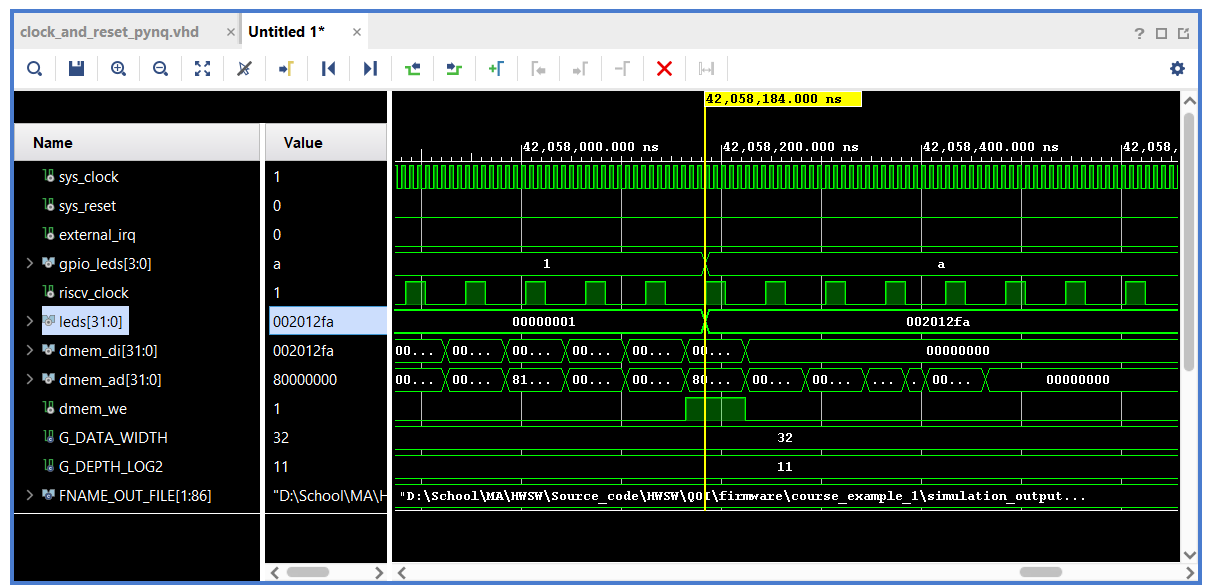 clock_and_reset_pynq.vhd × Untitled 1* ×
?
42,058,184.000 ns
Name Value 42,058,000.000 ns 42,058,200.000 ns 42,058,400.000 ns 42,058,
sys_clock 1
sys_reset 0
external_irq 0
gpio_leds[3:0] a 1 a
riscv_clock 1
leds[31:0] 002012fa 00000001 002012fa
dmem_di[31:0] 002012fa 00... 00... 00... 00... 00... 00... 00000000
dmem_ad[31:0] 80000000 00... 00... 81... 00... 00... 80... 00... 00... ... . 00... 00000000
dmem_we 1
G_DATA_WIDTH 32 32
G_DEPTH_LOG2 11 11
FNAME_OUT_FILE[1:86] "D:\School\MA\H "D:\School\MA\HWSW\Source_code\HWSW\QOI\firmware\course_example_1\simulation_output...